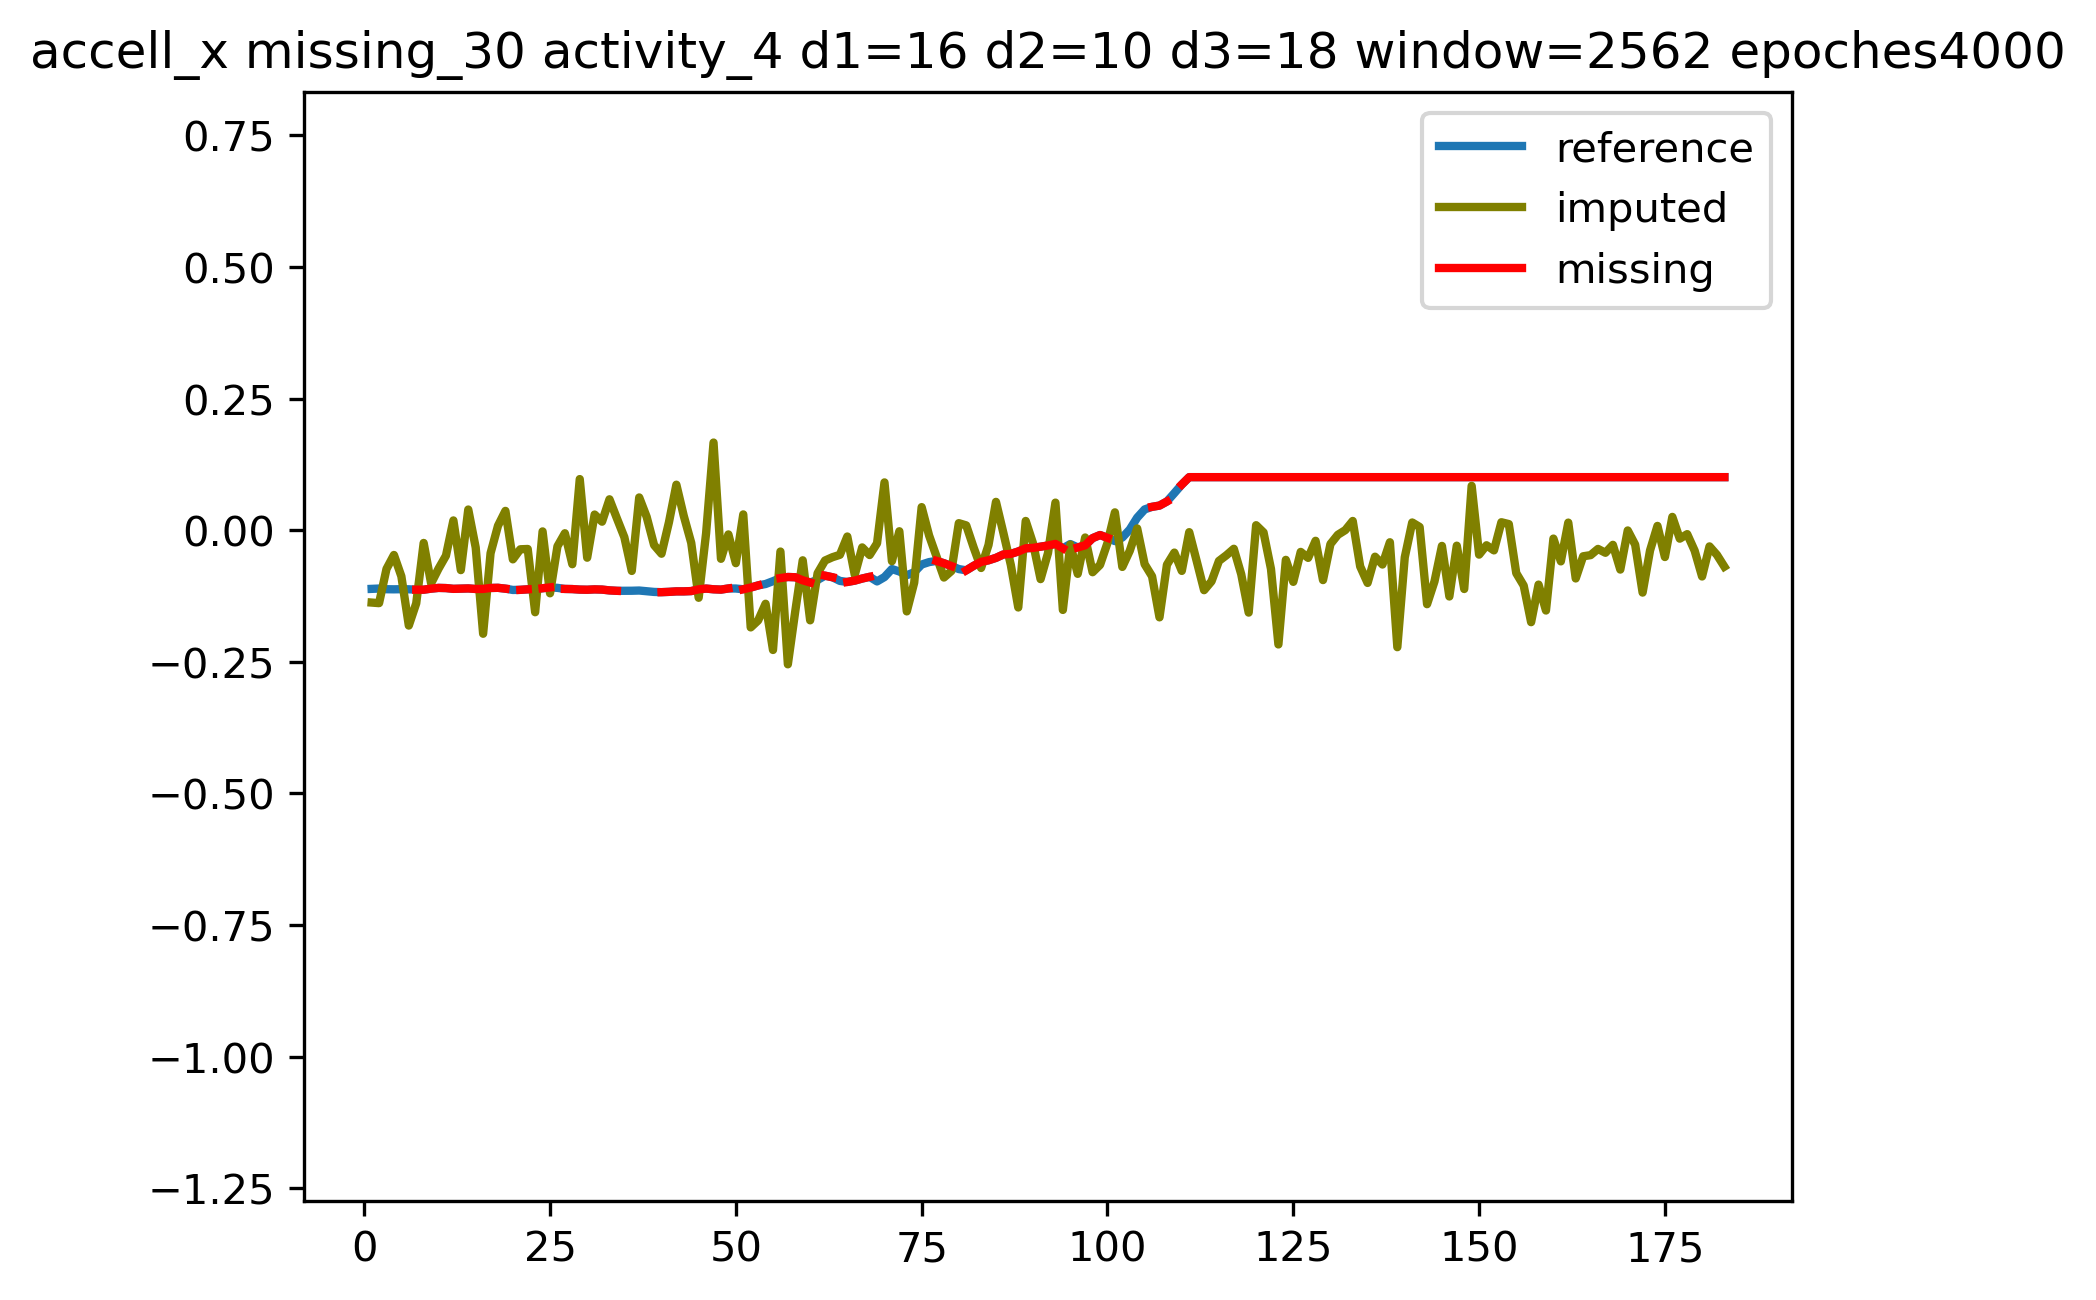 accell_x missing_30 activity_4 d1=16 d2=10 d3=18 window=2562 epoches4000
reference
imputed
missing
0.75
0.50
0.25
0.00
−0.25
−0.50
−0.75
−1.00
−1.25
0 25 50 75 100 125 150 175